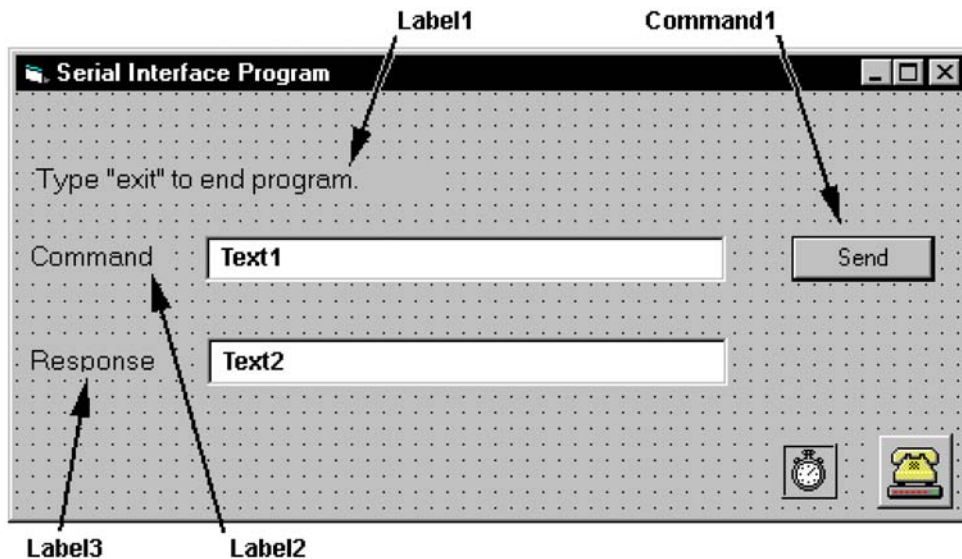 Label1
Command1
Serial Interface Program
Type "exit" to end program.
Command
Text1
Send
Response
Text2
Label3
Label2